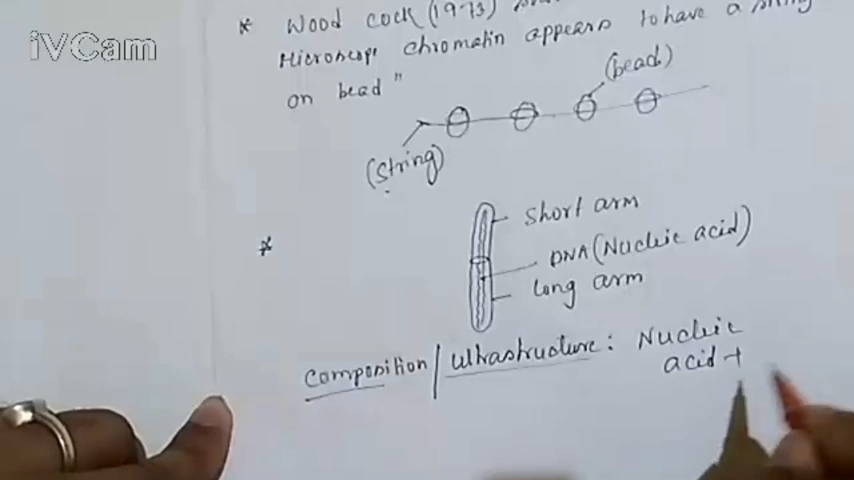 iVCam
* Wood cock (1973)
Microscope chromatin appears to have a string
on bead"
(bead)
(string)
*
short arm
DNA (Nucleic acid)
long arm
Composition / Ultrastructure : Nucleic
acid +